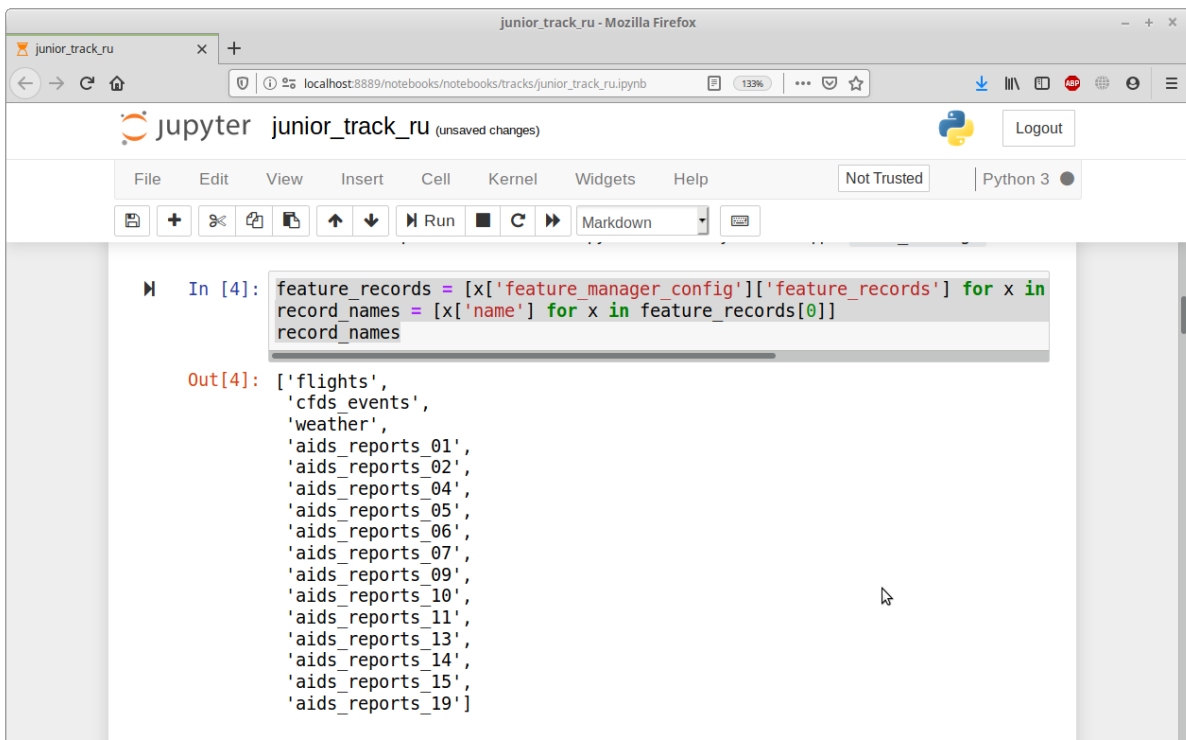 junior_track_ru - Mozilla Firefox
junior_track_ru
localhost:8889/notebooks/notebooks/tracks/junior_track_ru.ipynb 133%
ABP
jupyter junior_track_ru (unsaved changes) Logout
File Edit View Insert Cell Kernel Widgets Help Not Trusted Python 3
Run Markdown
In [4]: feature_records = [x['feature_manager_config']['feature_records'] for x in
record_names = [x['name'] for x in feature_records[0]]
record_names
Out[4]: ['flights',
'cfds_events',
'weather',
'aids_reports_01',
'aids_reports_02',
'aids_reports_04',
'aids_reports_05',
'aids_reports_06',
'aids_reports_07',
'aids_reports_09',
'aids_reports_10',
'aids_reports_11',
'aids_reports_13',
'aids_reports_14',
'aids_reports_15',
'aids_reports_19']